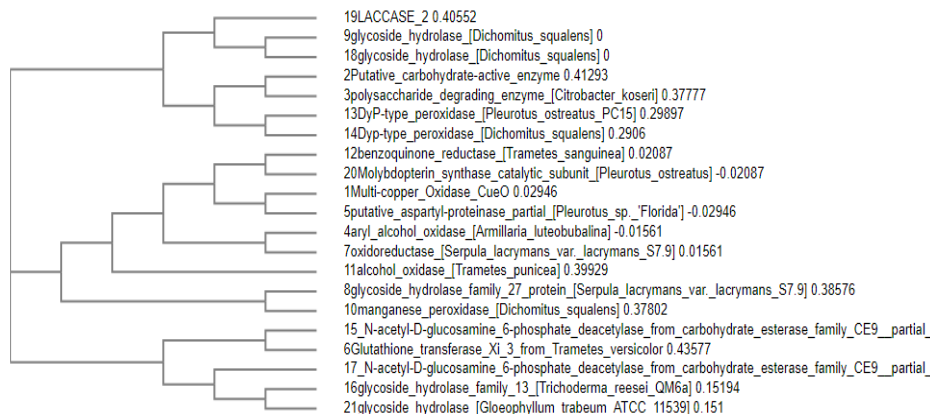 19LACCASE_2 0.40552
9glycoside_hydrolase_[Dichomitus_squalens] 0
18glycoside_hydrolase_[Dichomitus_squalens] 0
2Putative_carbohydrate-active_enzyme 0.41293
3polysaccharide_degrading_enzyme_[Citrobacter_koseri] 0.37777
13DyP-type_peroxidase_[Pleurotus_ostreatus_PC15] 0.29897
14Dyp-type_peroxidase_[Dichomitus_squalens] 0.2906
12benzoquinone_reductase_[Trametes_sanguinea] 0.02087
20Molybdopterin_synthase_catalytic_subunit_[Pleurotus_ostreatus] -0.02087
1Multi-copper_Oxidase_CueO 0.02946
5putative_aspartyl-proteinase_partial_[Pleurotus_sp._'Florida'] -0.02946
4aryl_alcohol_oxidase_[Armillaria_luteobubalina] -0.01561
7oxidoreductase_[Serpula_lacrymans_var._lacrymans_S7.9] 0.01561
11alcohol_oxidase_[Trametes_punicea] 0.39929
8glycoside_hydrolase_family_27_protein_[Serpula_lacrymans_var._lacrymans_S7.9] 0.38576
10manganese_peroxidase_[Dichomitus_squalens] 0.37802
15_N-acetyl-D-glucosamine_6-phosphate_deacetylase_from_carbohydrate_esterase_family_CE9__partial_
6Glutathione_transferase_Xi_3_from_Trametes_versicolor 0.43577
17_N-acetyl-D-glucosamine_6-phosphate_deacetylase_from_carbohydrate_esterase_family_CE9__partial_
16glycoside_hydrolase_family_13_[Trichoderma_reesei_QM6a] 0.15194
21glycoside_hydrolase_[Gloeophyllum_trabeum_ATCC_11539] 0.151